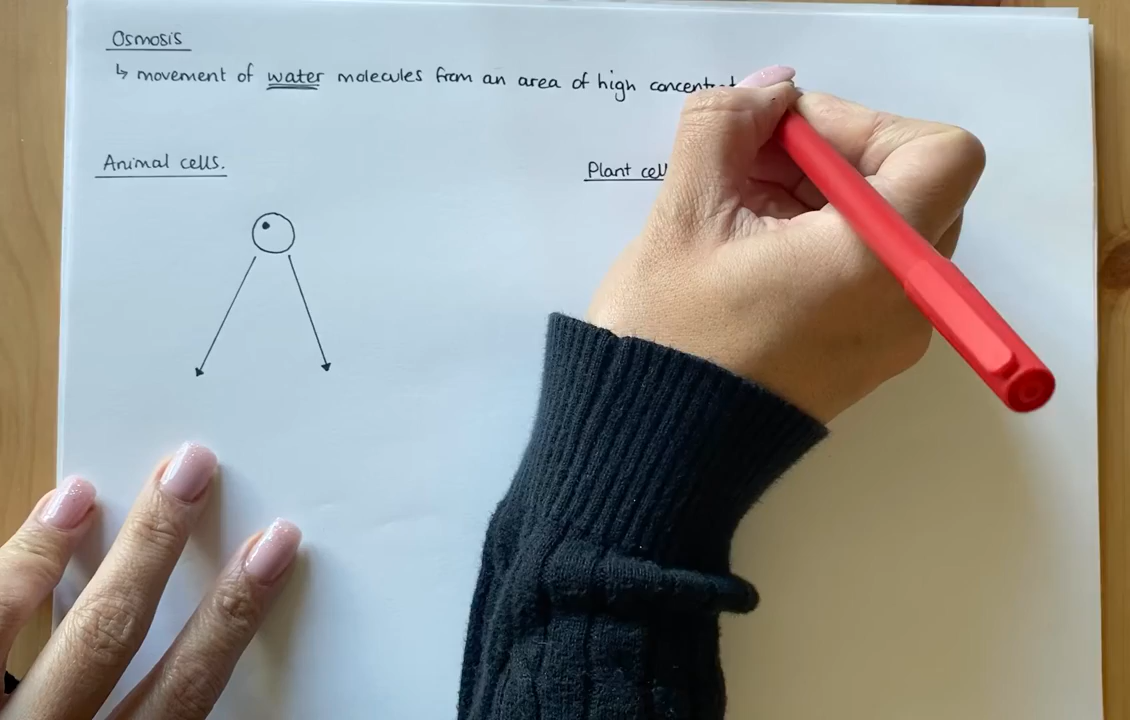 Osmosis
↳ movement of water molecules from an area of high
Animal cells.
Plant